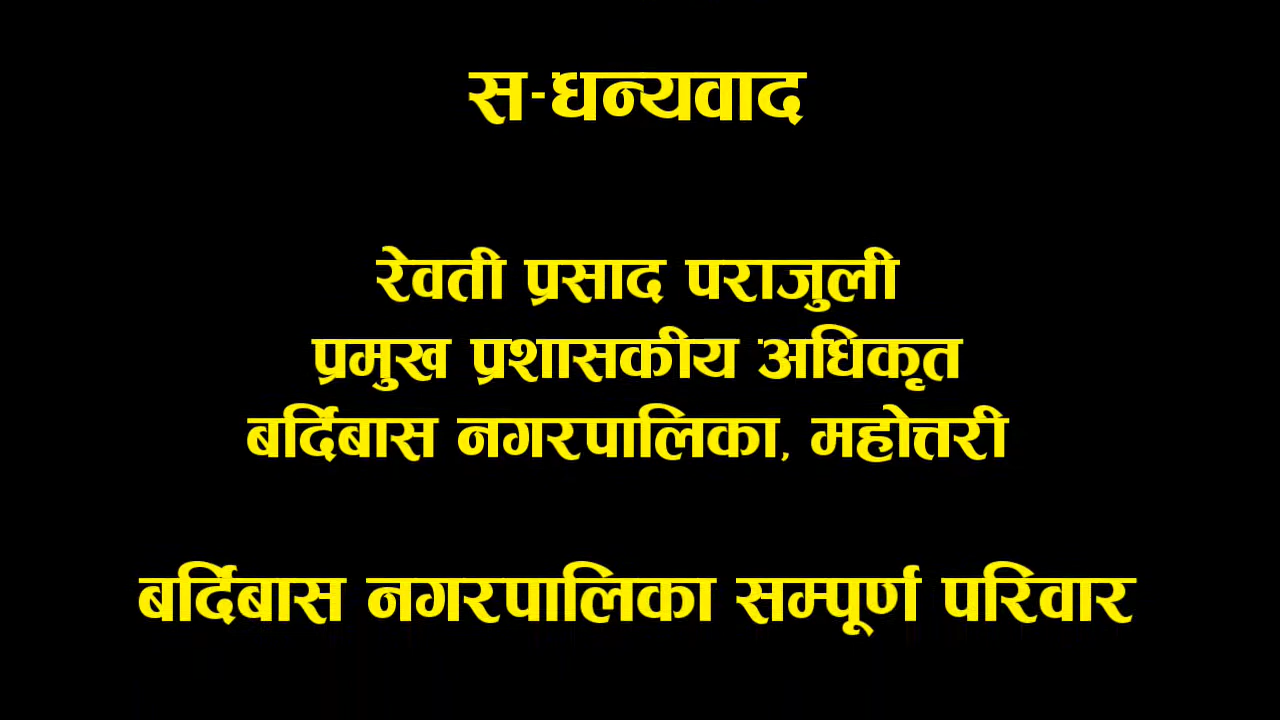 स-धन्यवाद
रेवती प्रसाद पराजुली
प्रमुख प्रशासकीय अधिकृत
बर्दिबास नगरपालिका, महोत्तरी
बर्दिबास नगरपालिका सम्पूर्ण परिवार